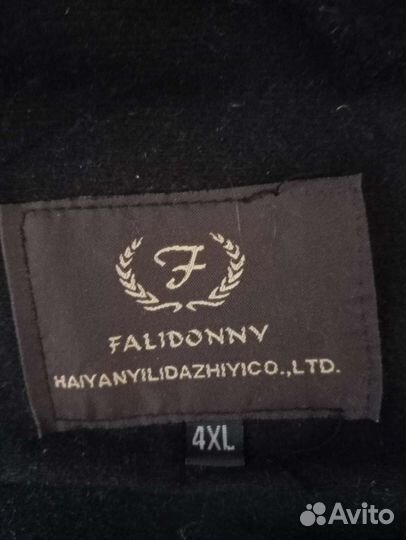 F
FALIDONNY
HAIYANYILIDAZHIYICO.,LTD.
4XL
Avito